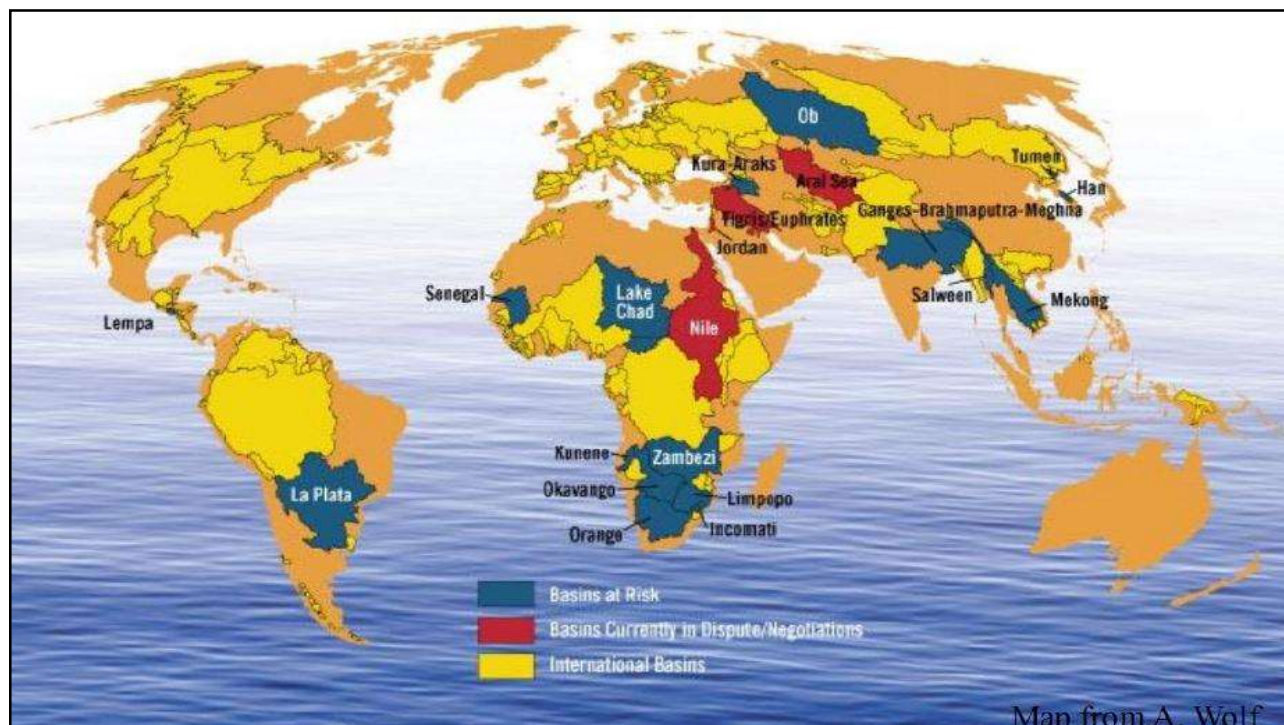 Ob
Tumen
Kura-Araks
Han
Aral Sea
Ganges-Brahmaputra-Meghna
Tigris/Euphrates
Jordan
Senegal
Lake
Chad
Salween
Mekong
Lempa
Nile
Kunene
Zambezi
La Plata
Okavango
Limpopo
Orange
Incomati
Basins at Risk
Basins Currently in Dispute/Negotiations
International Basins
Map from A. Wolf